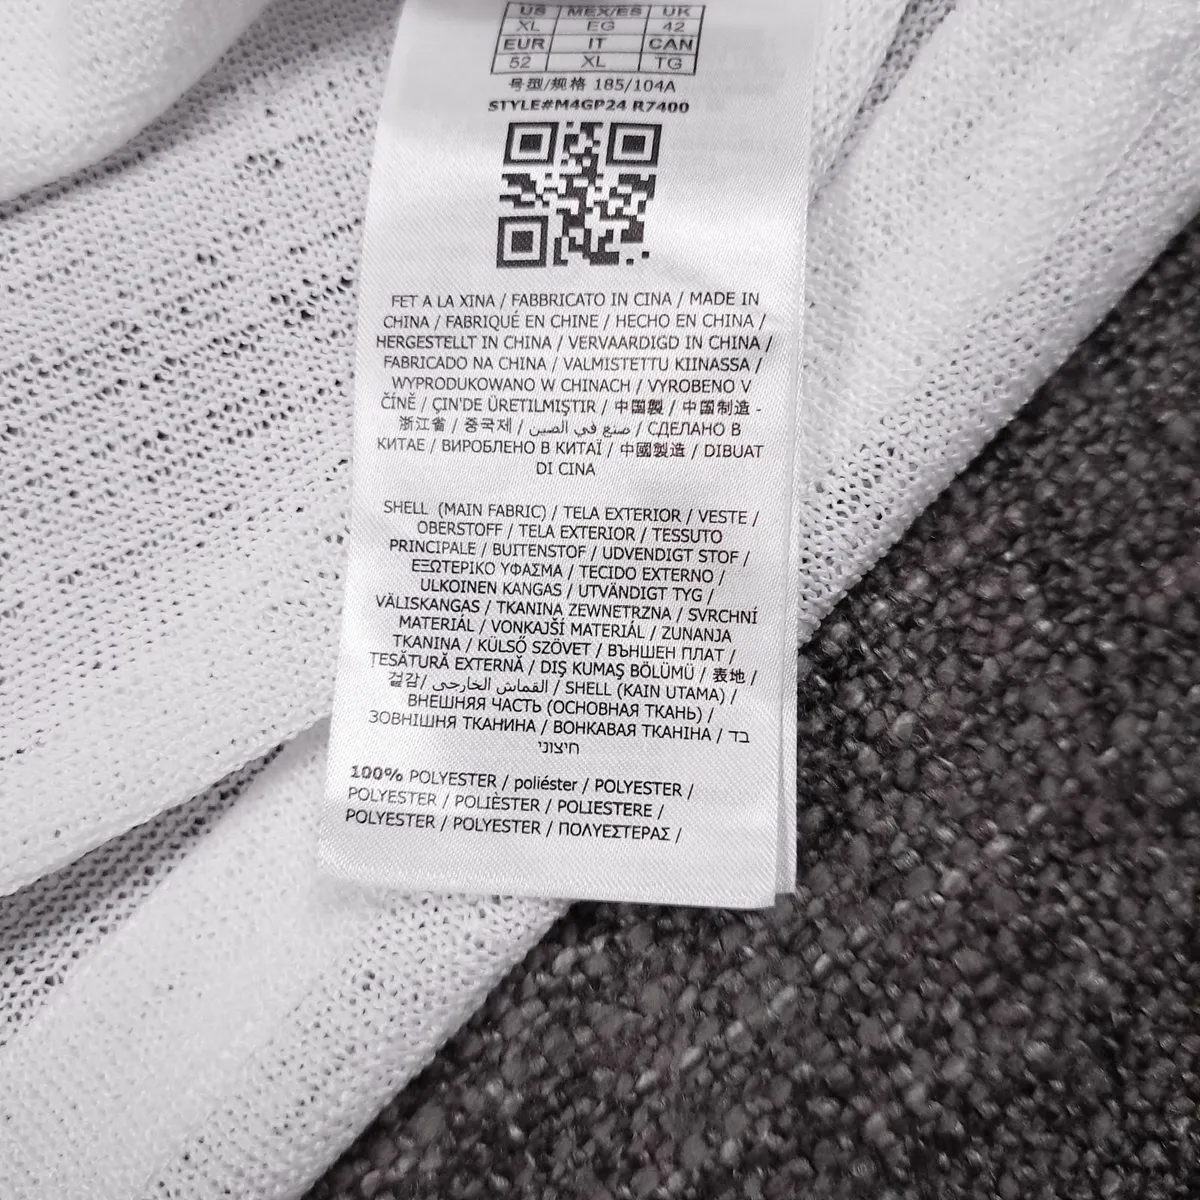 US MEX/ES UK
XL EG 42
EUR IT CAN
52 XL TG
号型/规格 185/104A
STYLE#M4GP24 R7400
FET A LA XINA / FABBRICATO IN CINA / MADE IN
CHINA / FABRIQUÉ EN CHINE / HECHO EN CHINA /
HERGESTELLT IN CHINA / VERVAARDIGD IN CHINA /
FABRICADO NA CHINA / VALMISTETTU KIINASSA /
WYPRODUKOWANO W CHINACH / VYROBENO V
ČÍNĚ / ÇIN'DE ÜRETILMIŞTIR / 中国製 / 中国制造 -
浙江省 / 중국제 / صنع في الصين / СДЕЛАНО В
КИТАЕ / ВИРОБЛЕНО В КИТАЇ / 中國製造 / DIBUAT
DI CINA
SHELL (MAIN FABRIC) / TELA EXTERIOR / VESTE /
OBERSTOFF / TELA EXTERIOR / TESSUTO
PRINCIPALE / BUITENSTOF / UDVENDIGT STOF /
ΕΞΩΤΕΡΙΚΟ ΥΦΑΣΜΑ / TECIDO EXTERNO /
ULKOINEN KANGAS / UTVÄNDIGT TYG /
VÄLISKANGAS / TKANINA ZEWNETRZNA / SVRCHNÍ
MATERIÁL / VONKAJŠÍ MATERIÁL / ZUNANJA
TKANINA / KÜLSŐ SZÖVET / ВЪНШЕН ПЛАТ /
ȚESĂTURĂ EXTERNĂ / DIŞ KUMAŞ BÖLÜMÜ / 表地 /
겉감/ القماش الخارجي / SHELL (KAIN UTAMA) /
ВНЕШНЯЯ ЧАСТЬ (ОСНОВНАЯ ТКАНЬ) /
ЗОВНІШНЯ ТКАНИНА / ВОНКАВАЯ ТКАНІНА / בד
חיצוני
100% POLYESTER / poliéster / POLYESTER /
POLYESTER / POLIÈSTER / POLIESTERE /
POLYESTER / POLYESTER / ΠΟΛΥΕΣΤΕΡΑΣ /